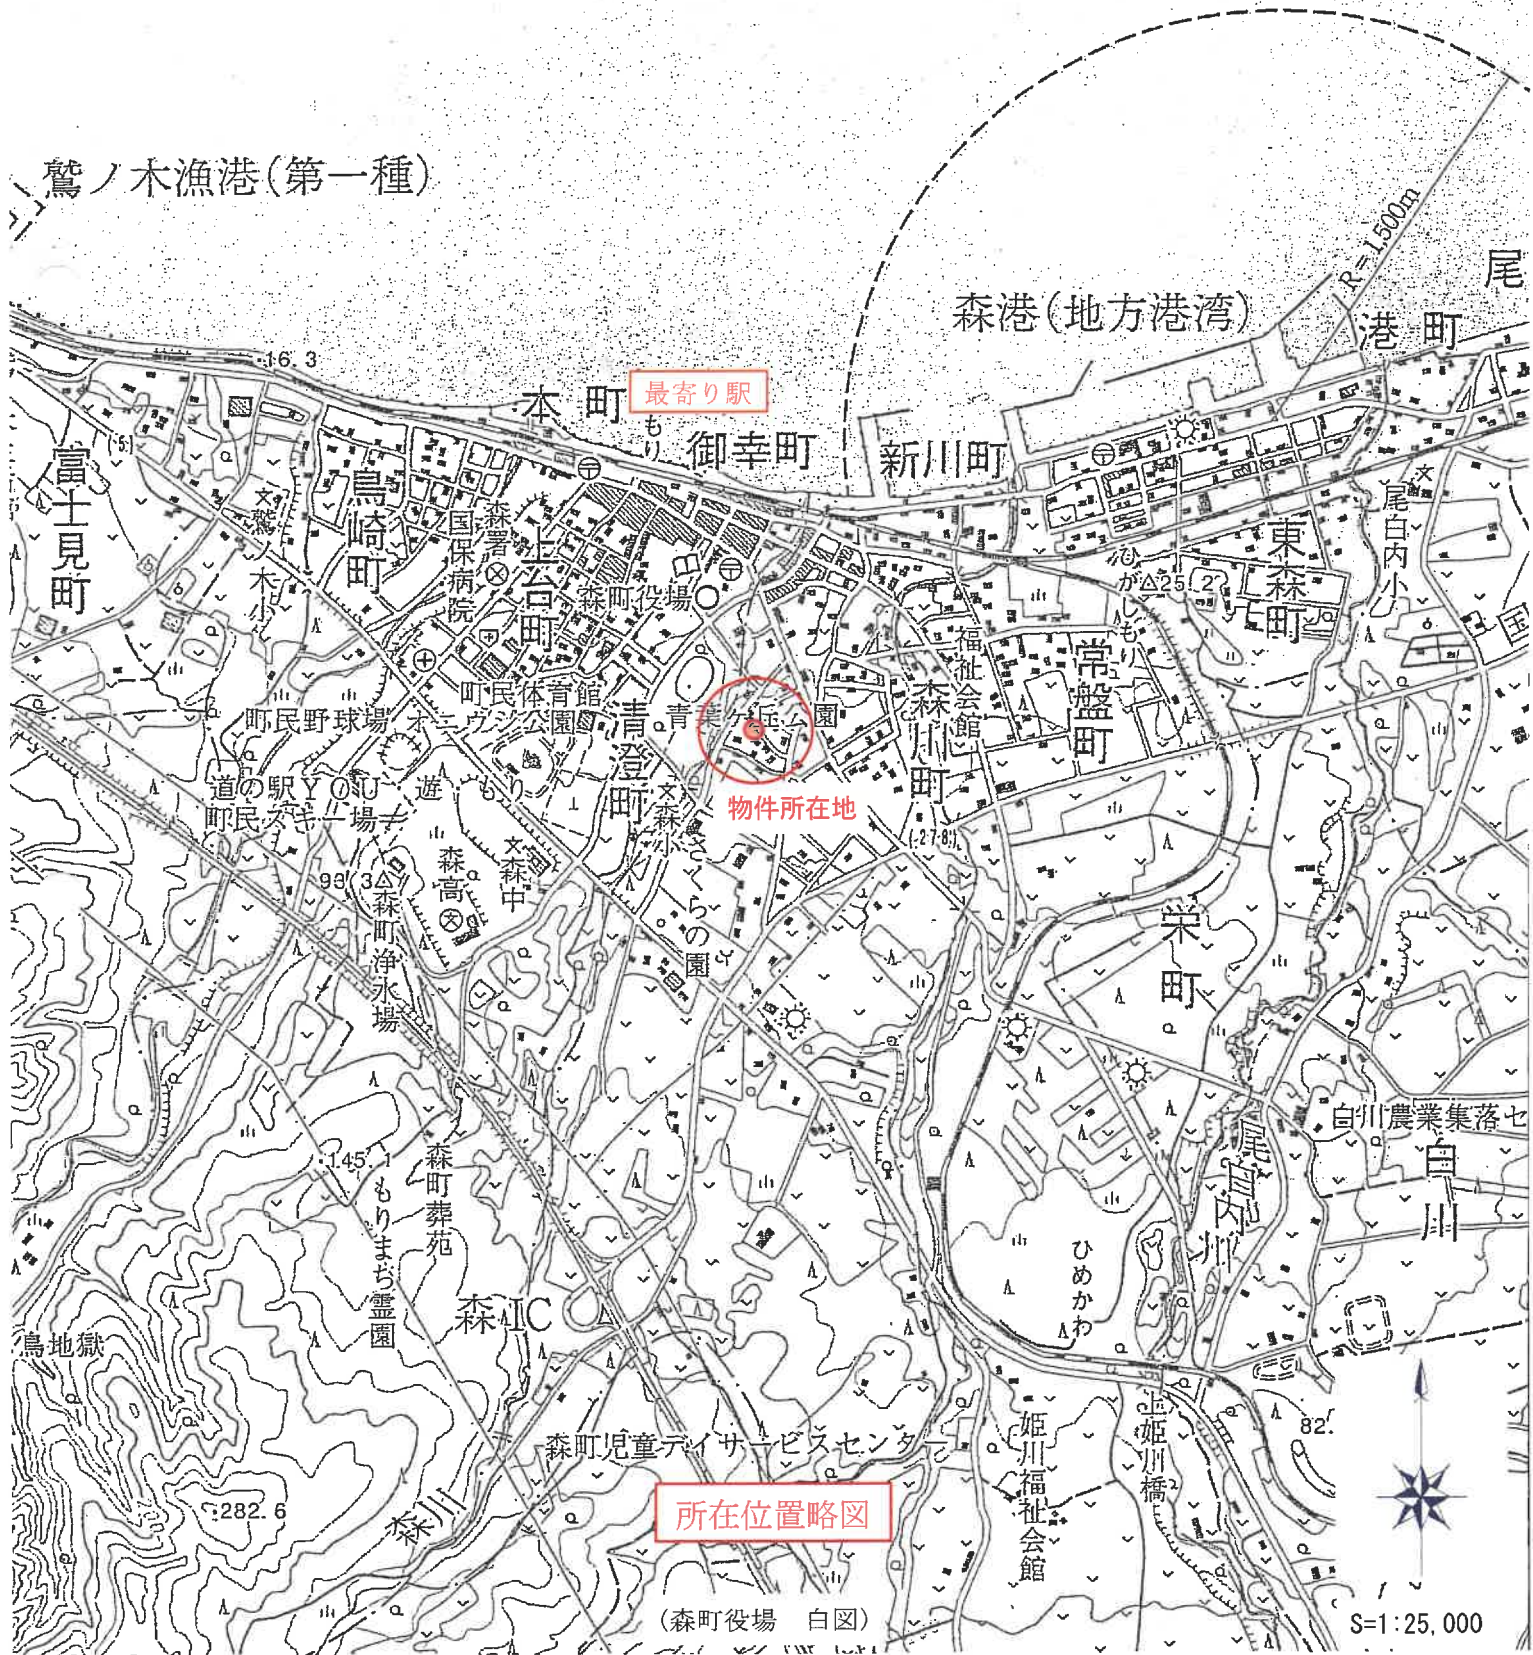 鷲ノ木漁港(第一種)
R=1,500m
尾
森港(地方港湾)
港町
16.3
最寄り駅
本町
もり
御幸町
新川町
富士見町
鳥崎町
文鷲ノ木小
国保病院
森署
上台町
森町役場
ひがしもり
25.2
東森町
尾白内小
国
福祉会館
常盤町
町民体育館
町民野球場
オニウシ公園
青澄町
青葉ヶ丘公園
森川町
道の駅YOU遊もり
町民スキー場
文森小
物件所在地
278
99.3
森高
文森中
さくらの園
森町浄水場
栄町
白川農業集落セ
白川
尾白内川
145.1
もりまち霊園
森町葬苑
ひめかわ
森IC
鳥地獄
82.
森町児童デイサービスセンター
姫川福祉会館
上姫川橋
282.6
森川
所在位置略図
(森町役場 白図)
S=1:25,000